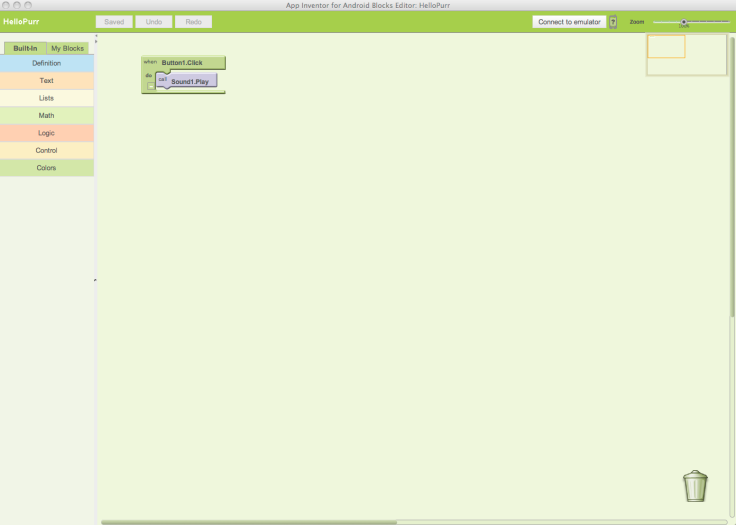 App Inventor for Android Blocks Editor: HelloPurr
HelloPurr Saved Undo Redo Connect to emulator ? Zoom
100%
Built-In My Blocks
Definition
Text
Lists
Math
Logic
Control
Colors
when Button1.Click
do call Sound1.Play